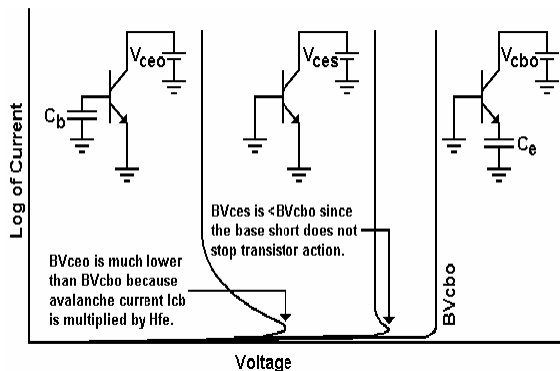 Vceo
Vces
Vcbo
Cb
Ce
Log of Current
BVces is <BVcbo since
the base short does not
stop transistor action.
BVceo is much lower
than BVcbo because
avalanche current Icb
is multiplied by Hfe.
BVcbo
Voltage